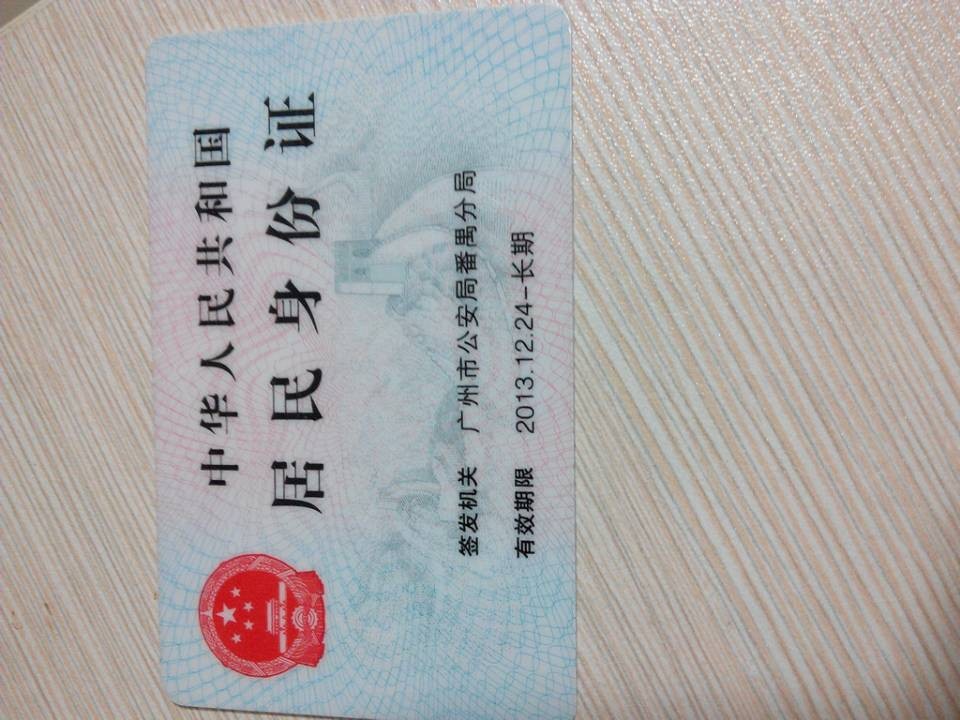 中华人民共和国
居民身份证
签发机关 广州市公安局番禺分局
有效期限 2013.12.24-长期